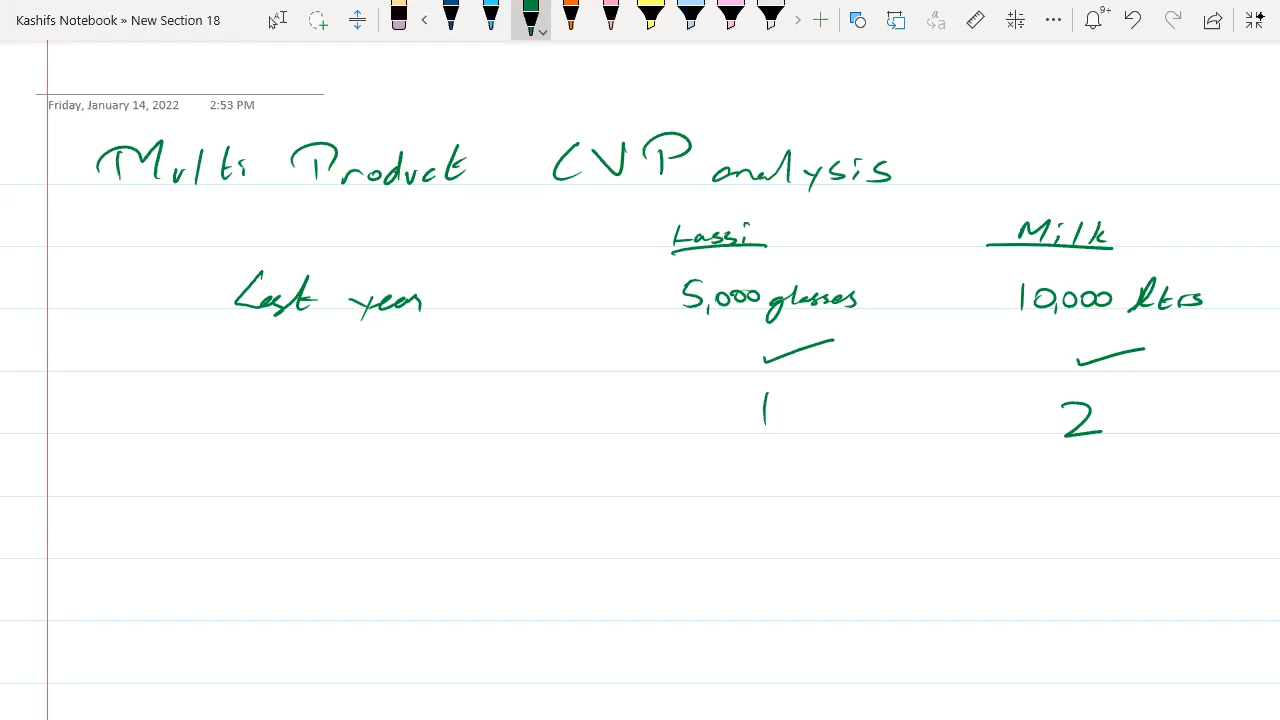 Kashifs Notebook » New Section 18
9+
Friday, January 14, 2022 2:53 PM
Multi Product CVP analysis
Lassi Milk
Last year 5,000 glasses 10,000 ltrs
1 2